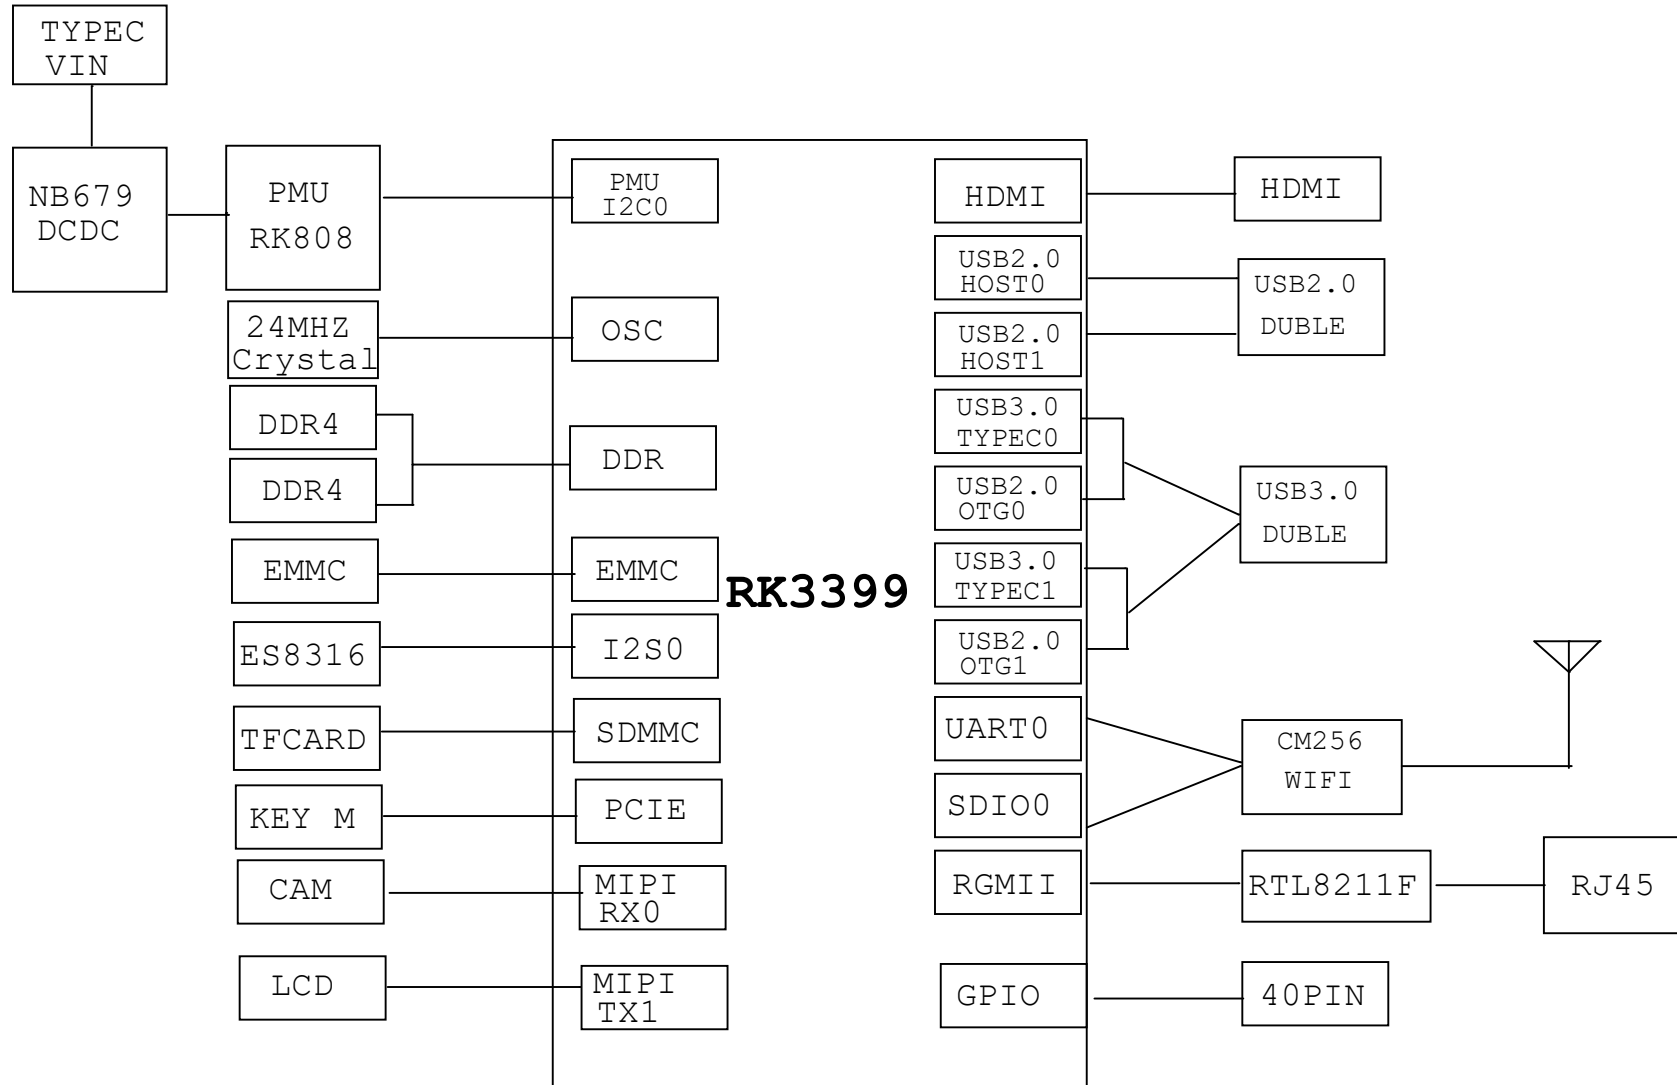 TYPEC
VIN
NB679
DCDC
PMU
RK808
PMU
I2C0
24MHZ
Crystal
OSC
DDR4
DDR4
DDR
EMMC
EMMC
ES8316
I2S0
TFCARD
SDMMC
KEY M
PCIE
CAM
MIPI
RX0
LCD
MIPI
TX1
RK3399
HDMI
HDMI
USB2.0
HOST0
USB2.0
HOST1
USB2.0
DUBLE
USB3.0
TYPEC0
USB2.0
OTG0
USB3.0
TYPEC1
USB2.0
OTG1
USB3.0
DUBLE
UART0
SDIO0
CM256
WIFI
RGMII
RTL8211F
RJ45
GPIO
40PIN